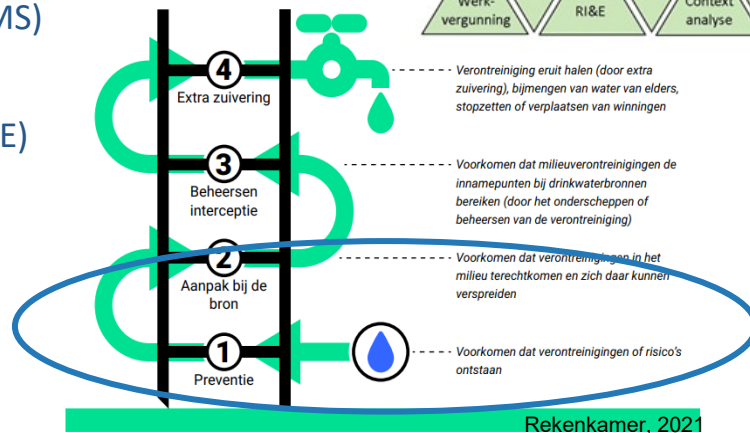 MS)
Werk-
vergunning
RI&E
Context
analyse
E)
4
Extra zuivering
Verontreiniging eruit halen (door extra
zuivering), bijmengen van water van elders,
stopzetten of verplaatsen van winningen
3
Beheersen
interceptie
Voorkomen dat milieuverontreinigingen de
innamepunten bij drinkwaterbronnen
bereiken (door het onderscheppen of
beheersen van de verontreiniging)
2
Aanpak bij de
bron
Voorkomen dat verontreinigingen in het
milieu terechtkomen en zich daar kunnen
verspreiden
1
Preventie
Voorkomen dat verontreinigingen of risico's
ontstaan
Rekenkamer, 2021